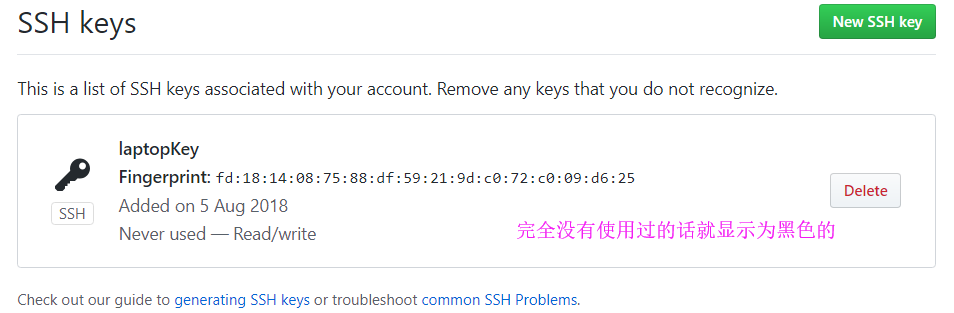 SSH keys
New SSH key
This is a list of SSH keys associated with your account. Remove any keys that you do not recognize.
laptopKey
Fingerprint: fd:18:14:08:75:88:df:59:21:9d:c0:72:c0:09:d6:25
SSH
Added on 5 Aug 2018
Delete
Never used — Read/write
完全没有使用过的话就显示为黑色的
Check out our guide to generating SSH keys or troubleshoot common SSH Problems.